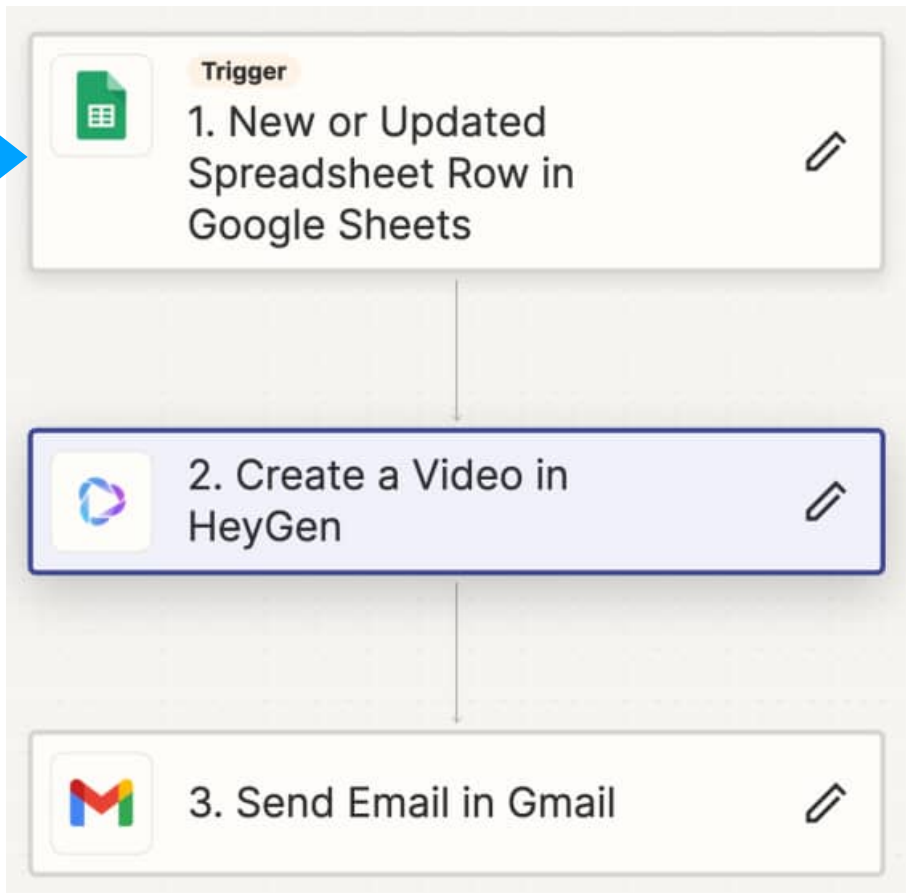 Trigger
1. New or Updated
Spreadsheet Row in
Google Sheets
2. Create a Video in
HeyGen
3. Send Email in Gmail